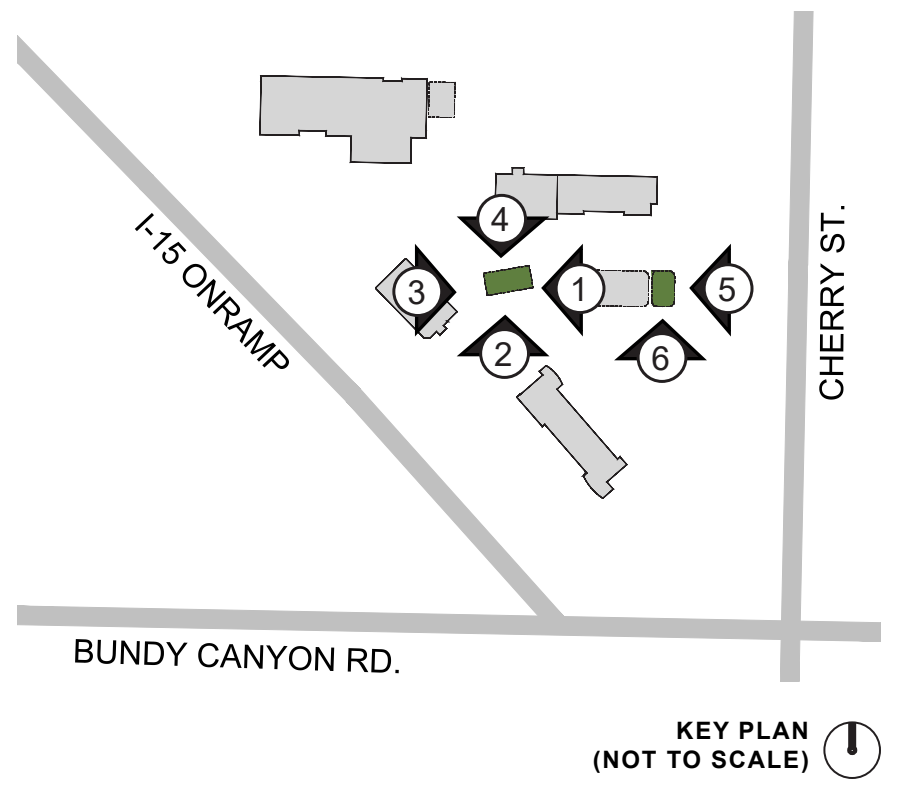 4
1
3
5
2
6
I-15 ONRAMP
CHERRY ST.
BUNDY CANYON RD.
KEY PLAN
(NOT TO SCALE)